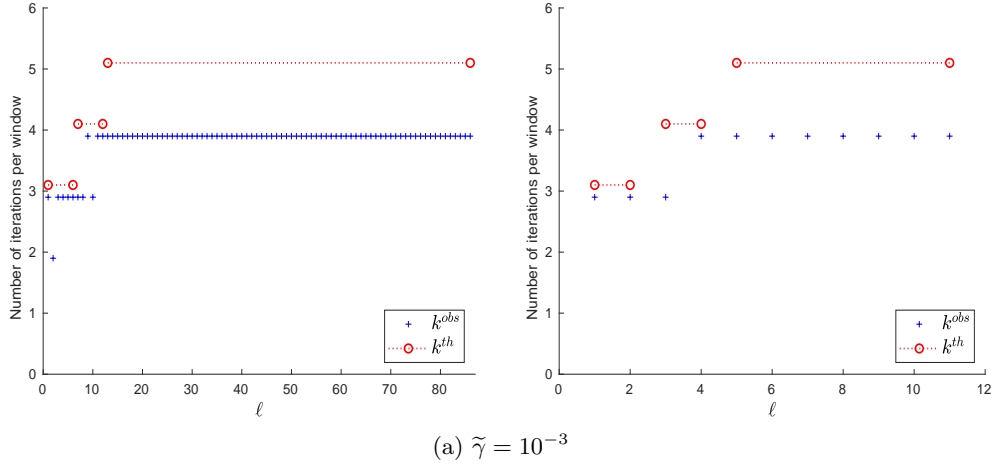 6
5
4
3
2
1
0
0 10 20 30 40 50 60 70 80
Number of iterations per window
ℓ
k^{obs}
k^{th}
6
5
4
3
2
1
0
0 2 4 6 8 10 12
Number of iterations per window
ℓ
k^{obs}
k^{th}
(a) γ̃ = 10^{−3}